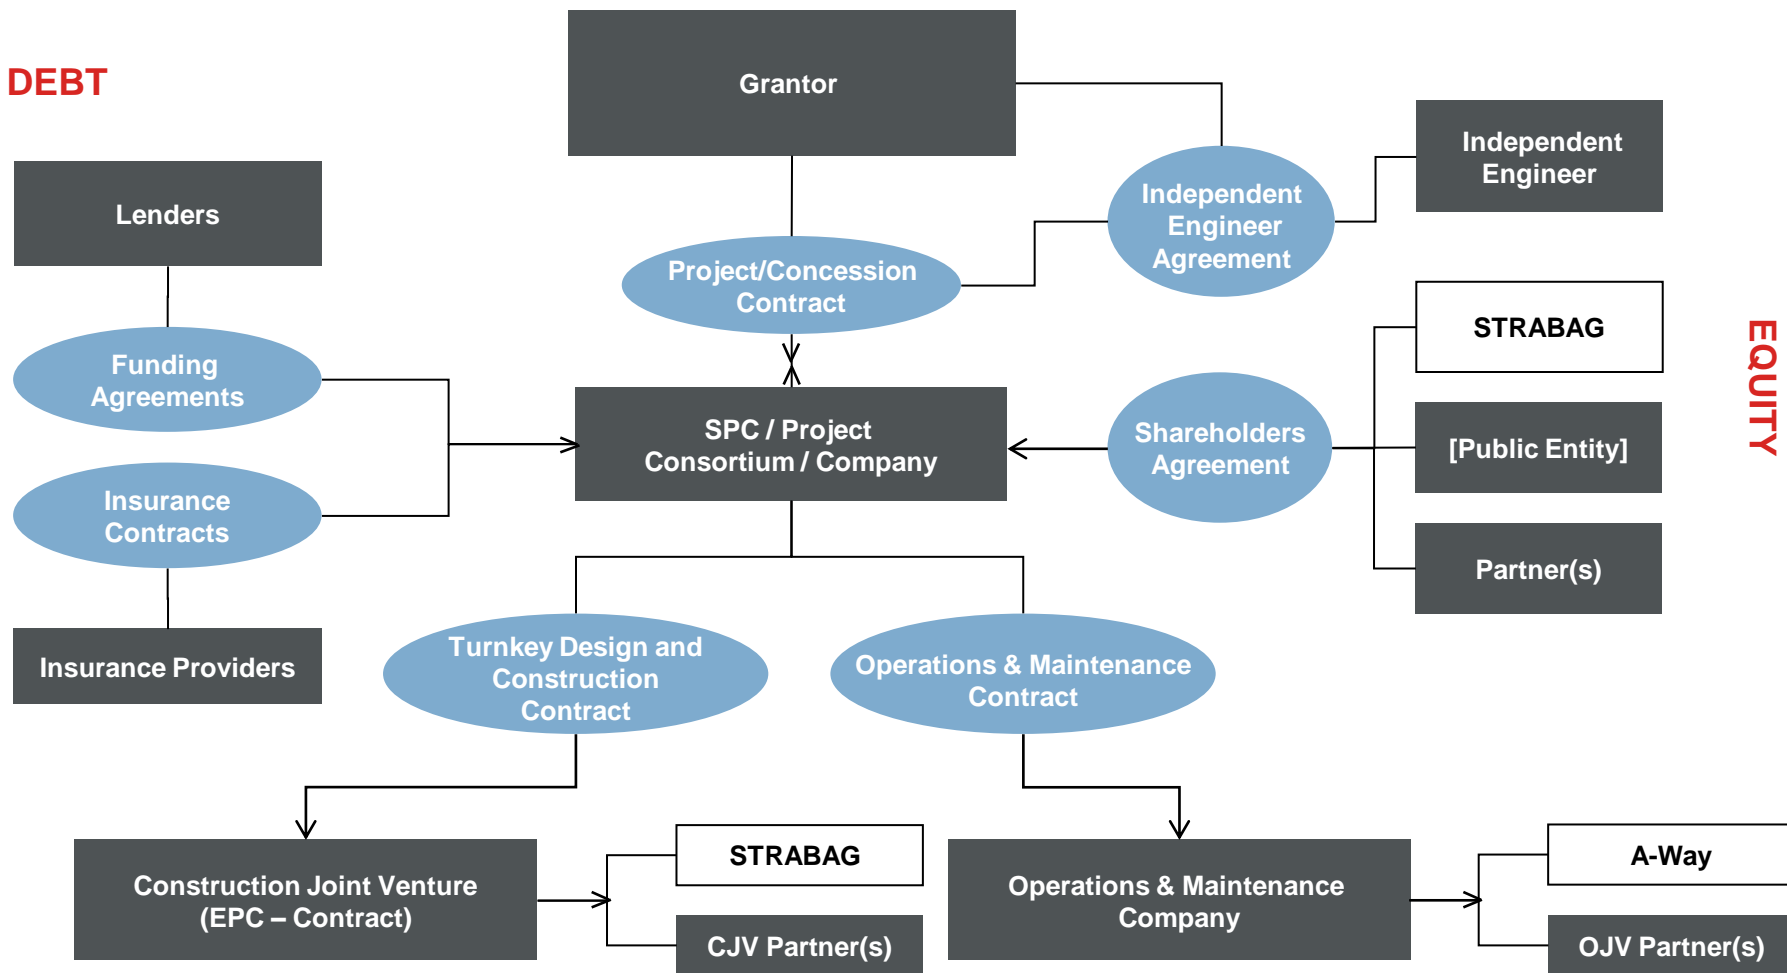 DEBT
Grantor
Independent
Engineer
Lenders
Independent
Engineer
Agreement
Project/Concession
Contract
STRABAG
EQUITY
Funding
Agreements
SPC / Project
Consortium / Company
Shareholders
Agreement
[Public Entity]
Insurance
Contracts
Partner(s)
Insurance Providers
Turnkey Design and
Construction
Contract
Operations & Maintenance
Contract
Construction Joint Venture
(EPC – Contract)
STRABAG
CJV Partner(s)
Operations & Maintenance
Company
A-Way
OJV Partner(s)